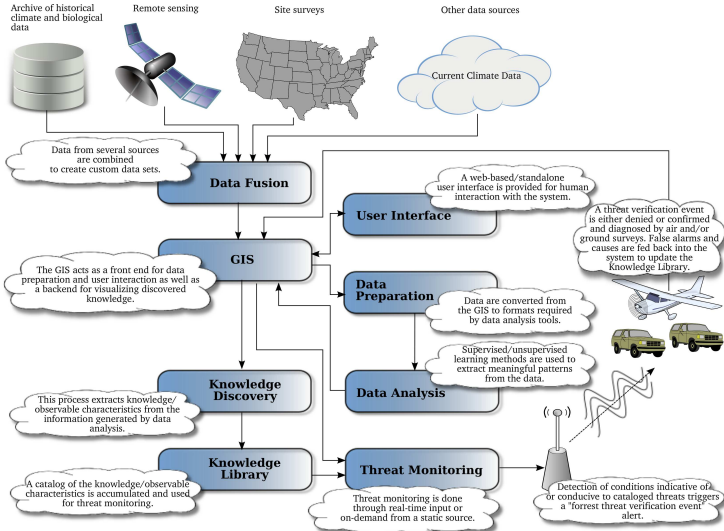 Archive of historical
climate and biological
data
Remote sensing
Site surveys
Other data sources
Current Climate Data
Data from several sources
are combined
to create custom data sets.
Data Fusion
A web-based/standalone
user interface is provided for human
interaction with the system.
User Interface
A threat verification event
is either denied or confirmed
and diagnosed by air and/or
ground surveys. False alarms and
causes are fed back into the
system to update the
Knowledge Library.
GIS
The GIS acts as a front end for data
preparation and user interaction as well as
a backend for visualizing discovered
knowledge.
Data
Preparation
Data are converted from
the GIS to formats required
by data analysis tools.
Supervised/unsupervised
learning methods are used to
extract meaningful patterns
from the data.
Data Analysis
Knowledge
Discovery
This process extracts knowledge/
observable characteristics from the
information generated by data
analysis.
Knowledge
Library
A catalog of the knowledge/observable
characteristics is accumulated and used
for threat monitoring.
Threat Monitoring
Threat monitoring is done
through real-time input or
on-demand from a static source.
Detection of conditions indicative of
or conducive to cataloged threats triggers
a "forrest threat verification event"
alert.